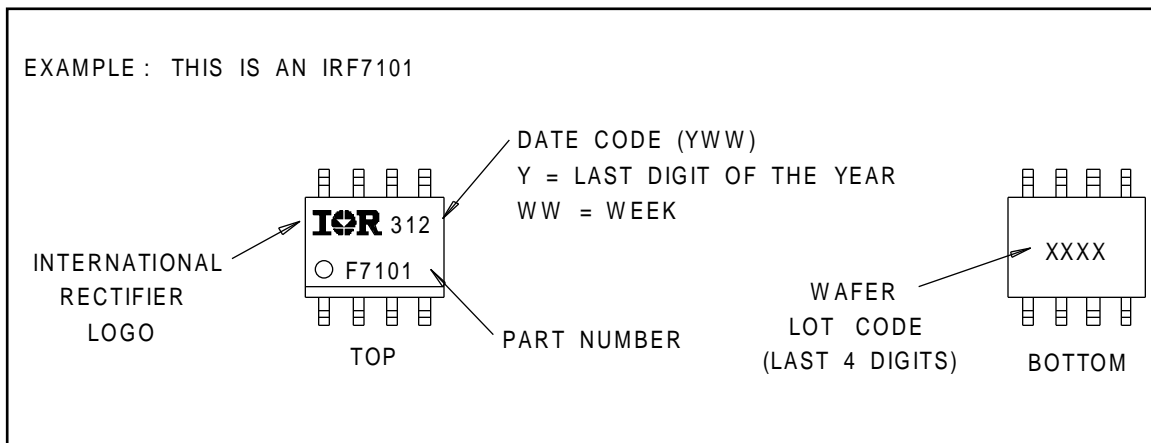 EXAMPLE : THIS IS AN IRF7101
DATE CODE (YWW)
Y = LAST DIGIT OF THE YEAR
WW = WEEK
IOR 312
F7101
INTERNATIONAL
RECTIFIER
LOGO
PART NUMBER
TOP
XXXX
WAFER
LOT CODE
(LAST 4 DIGITS)
BOTTOM